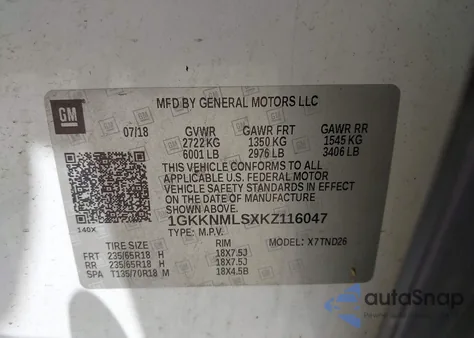 GM
MFD BY GENERAL MOTORS LLC
07/18 GVWR GAWR FRT GAWR RR
2722 KG 1350 KG 1545 KG
6001 LB 2976 LB 3406 LB
THIS VEHICLE CONFORMS TO ALL
APPLICABLE U.S. FEDERAL MOTOR
VEHICLE SAFETY STANDARDS IN EFFECT
ON THE DATE OF MANUFACTURE
SHOWN ABOVE.
1GKKNMLSXKZ116047
140X
TYPE: M.P.V. MODEL: X7TND26
RIM
FRT 235/65R18 H 18X7.5J
RR 235/65R18 H 18X7.5J
SPA T135/70R18 M 18X4.5B
autoSnap